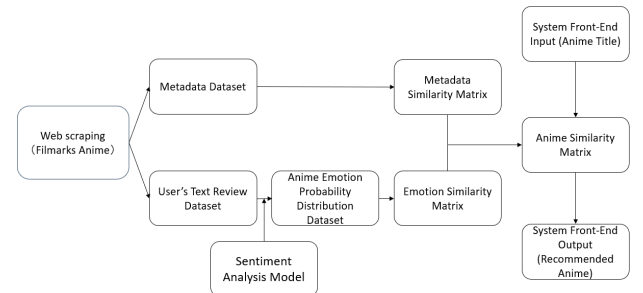 System Front-End
Input (Anime Title)
Metadata Dataset
Metadata
Similarity Matrix
Web scraping
（Filmarks Anime）
Anime Similarity
Matrix
User's Text Review
Dataset
Anime Emotion
Probability
Distribution
Dataset
Emotion Similarity
Matrix
System Front-End
Output
(Recommended
Anime)
Sentiment
Analysis Model